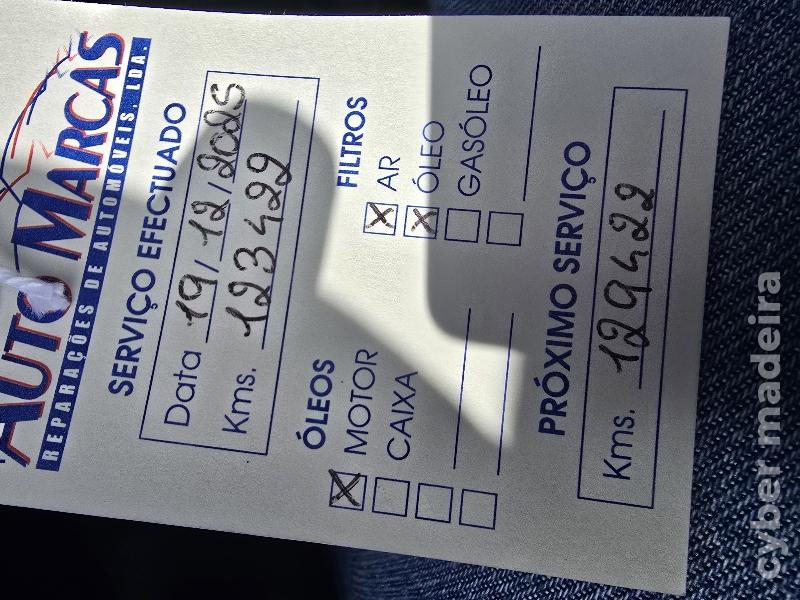 AUTO MARCAS
REPARAÇÕES DE AUTOMÓVEIS, LDA.
SERVIÇO EFECTUADO
Data 19/12/2025
Kms. 123422
ÓLEOS
MOTOR
CAIXA
FILTROS
AR
ÓLEO
GASÓLEO
PRÓXIMO SERVIÇO
Kms. 129422
cyber madeira